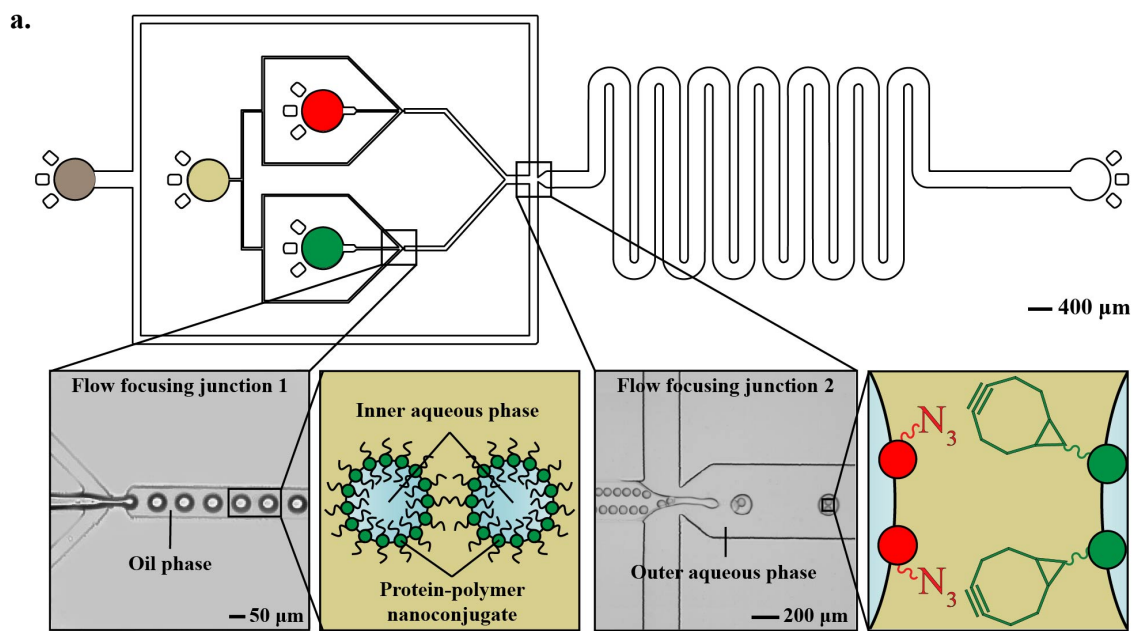 a.
400 μm
Flow focusing junction 1
Oil phase
50 μm
Inner aqueous phase
Protein-polymer
nanoconjugate
Flow focusing junction 2
Outer aqueous phase
200 μm
N3
N3